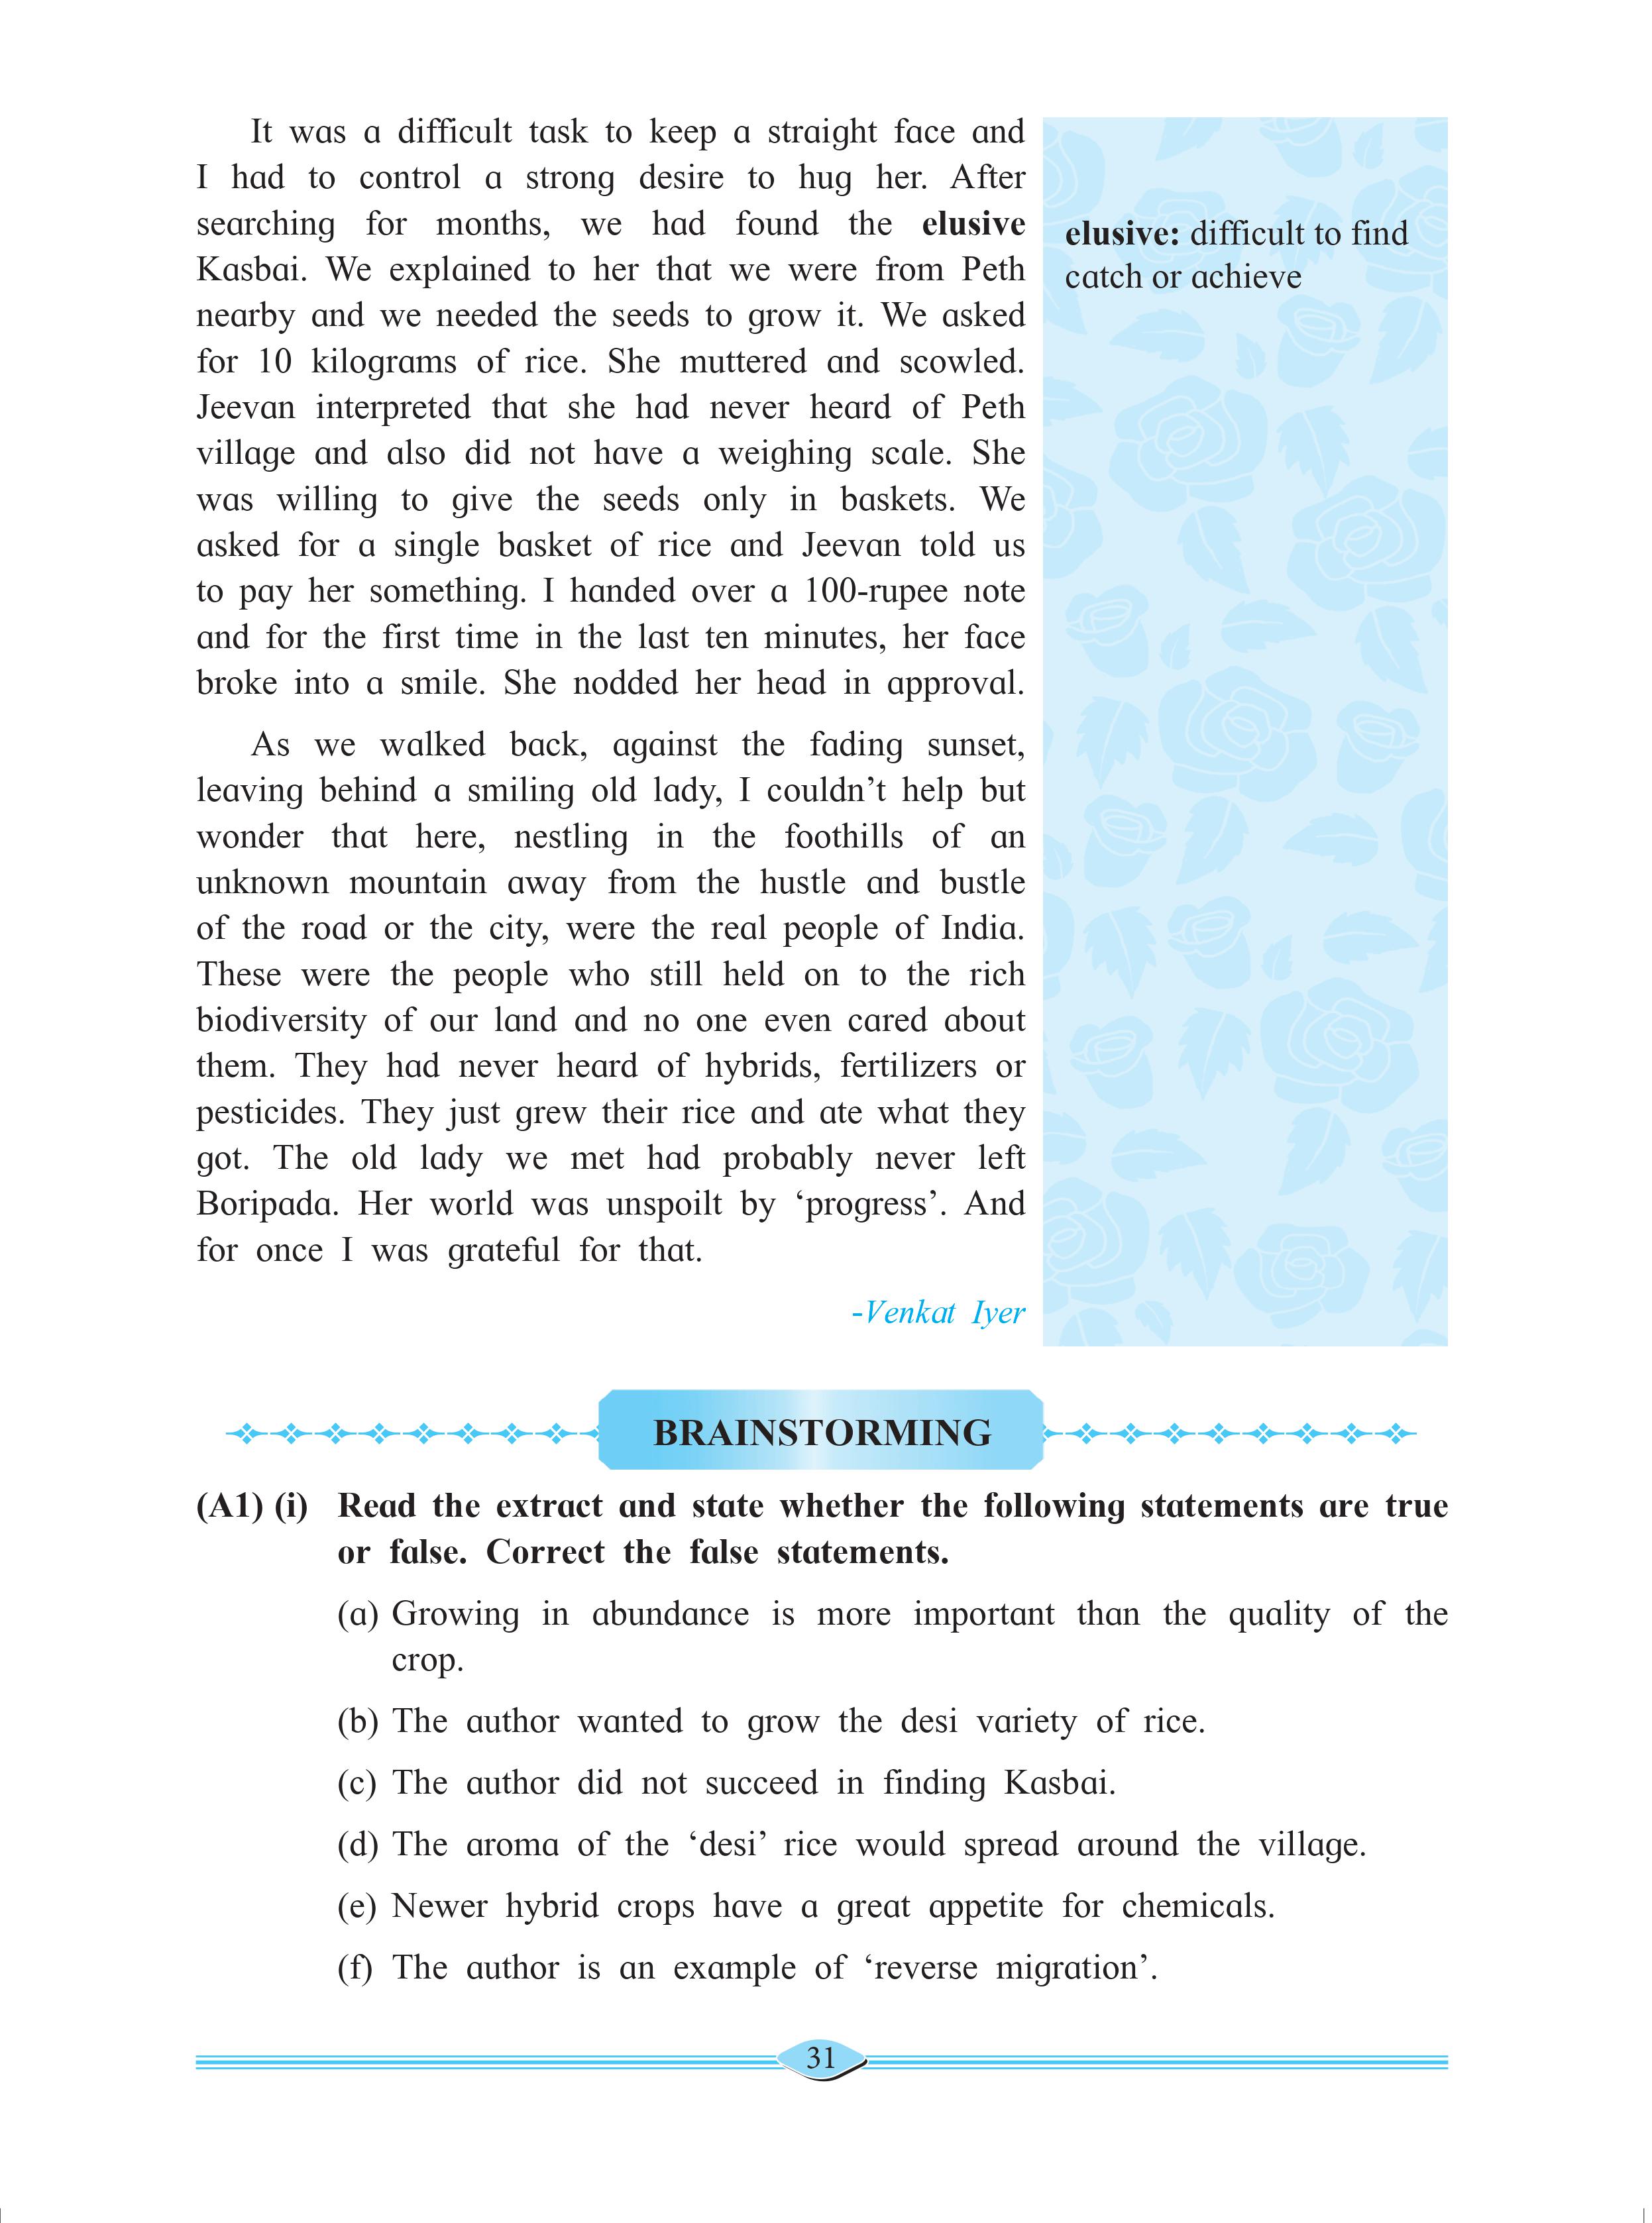 It was a difficult task to keep a straight face and
I had to control a strong desire to hug her. After
searching for months, we had found the elusive
Kasbai. We explained to her that we were from Peth
nearby and we needed the seeds to grow it. We asked
for 10 kilograms of rice. She muttered and scowled.
Jeevan interpreted that she had never heard of Peth
village and also did not have a weighing scale. She
was willing to give the seeds only in baskets. We
asked for a single basket of rice and Jeevan told us
to pay her something. I handed over a 100-rupee note
and for the first time in the last ten minutes, her face
broke into a smile. She nodded her head in approval.
As we walked back, against the fading sunset,
leaving behind a smiling old lady, I couldn’t help but
wonder that here, nestling in the foothills of an
unknown mountain away from the hustle and bustle
of the road or the city, were the real people of India.
These were the people who still held on to the rich
biodiversity of our land and no one even cared about
them. They had never heard of hybrids, fertilizers or
pesticides. They just grew their rice and ate what they
got. The old lady we met had probably never left
Boripada. Her world was unspoilt by ‘progress’. And
for once I was grateful for that.
-Venkat Iyer
elusive: difficult to find
catch or achieve
BRAINSTORMING
(A1) (i) Read the extract and state whether the following statements are true
or false. Correct the false statements.
(a) Growing in abundance is more important than the quality of the
crop.
(b) The author wanted to grow the desi variety of rice.
(c) The author did not succeed in finding Kasbai.
(d) The aroma of the ‘desi’ rice would spread around the village.
(e) Newer hybrid crops have a great appetite for chemicals.
(f) The author is an example of ‘reverse migration’.
31